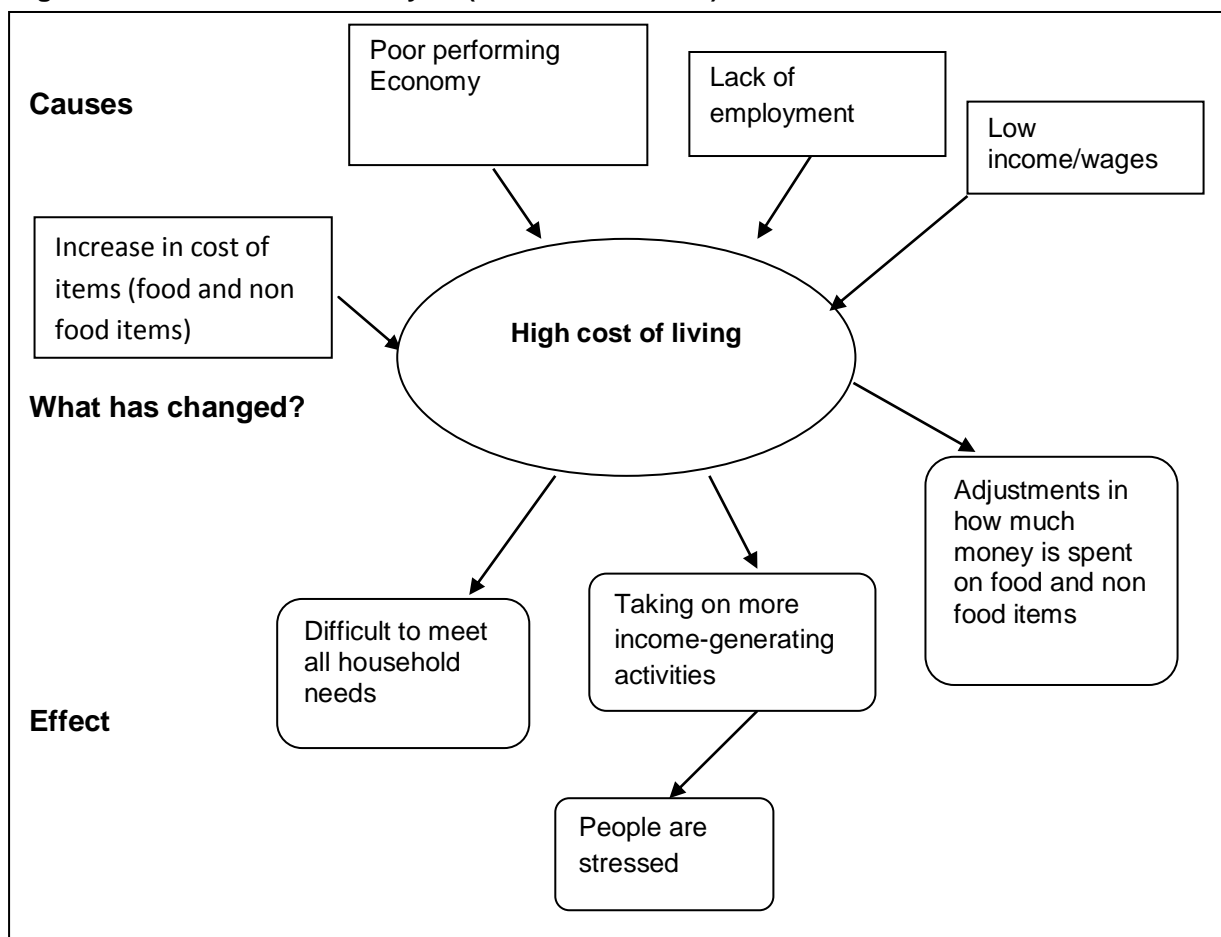 Poor performing
Economy
Lack of
employment
Causes
Low
income/wages
Increase in cost of
items (food and non
food items)
High cost of living
What has changed?
Adjustments in
how much
money is spent
on food and non
food items
Taking on more
income-generating
activities
Difficult to meet
all household
needs
Effect
People are
stressed